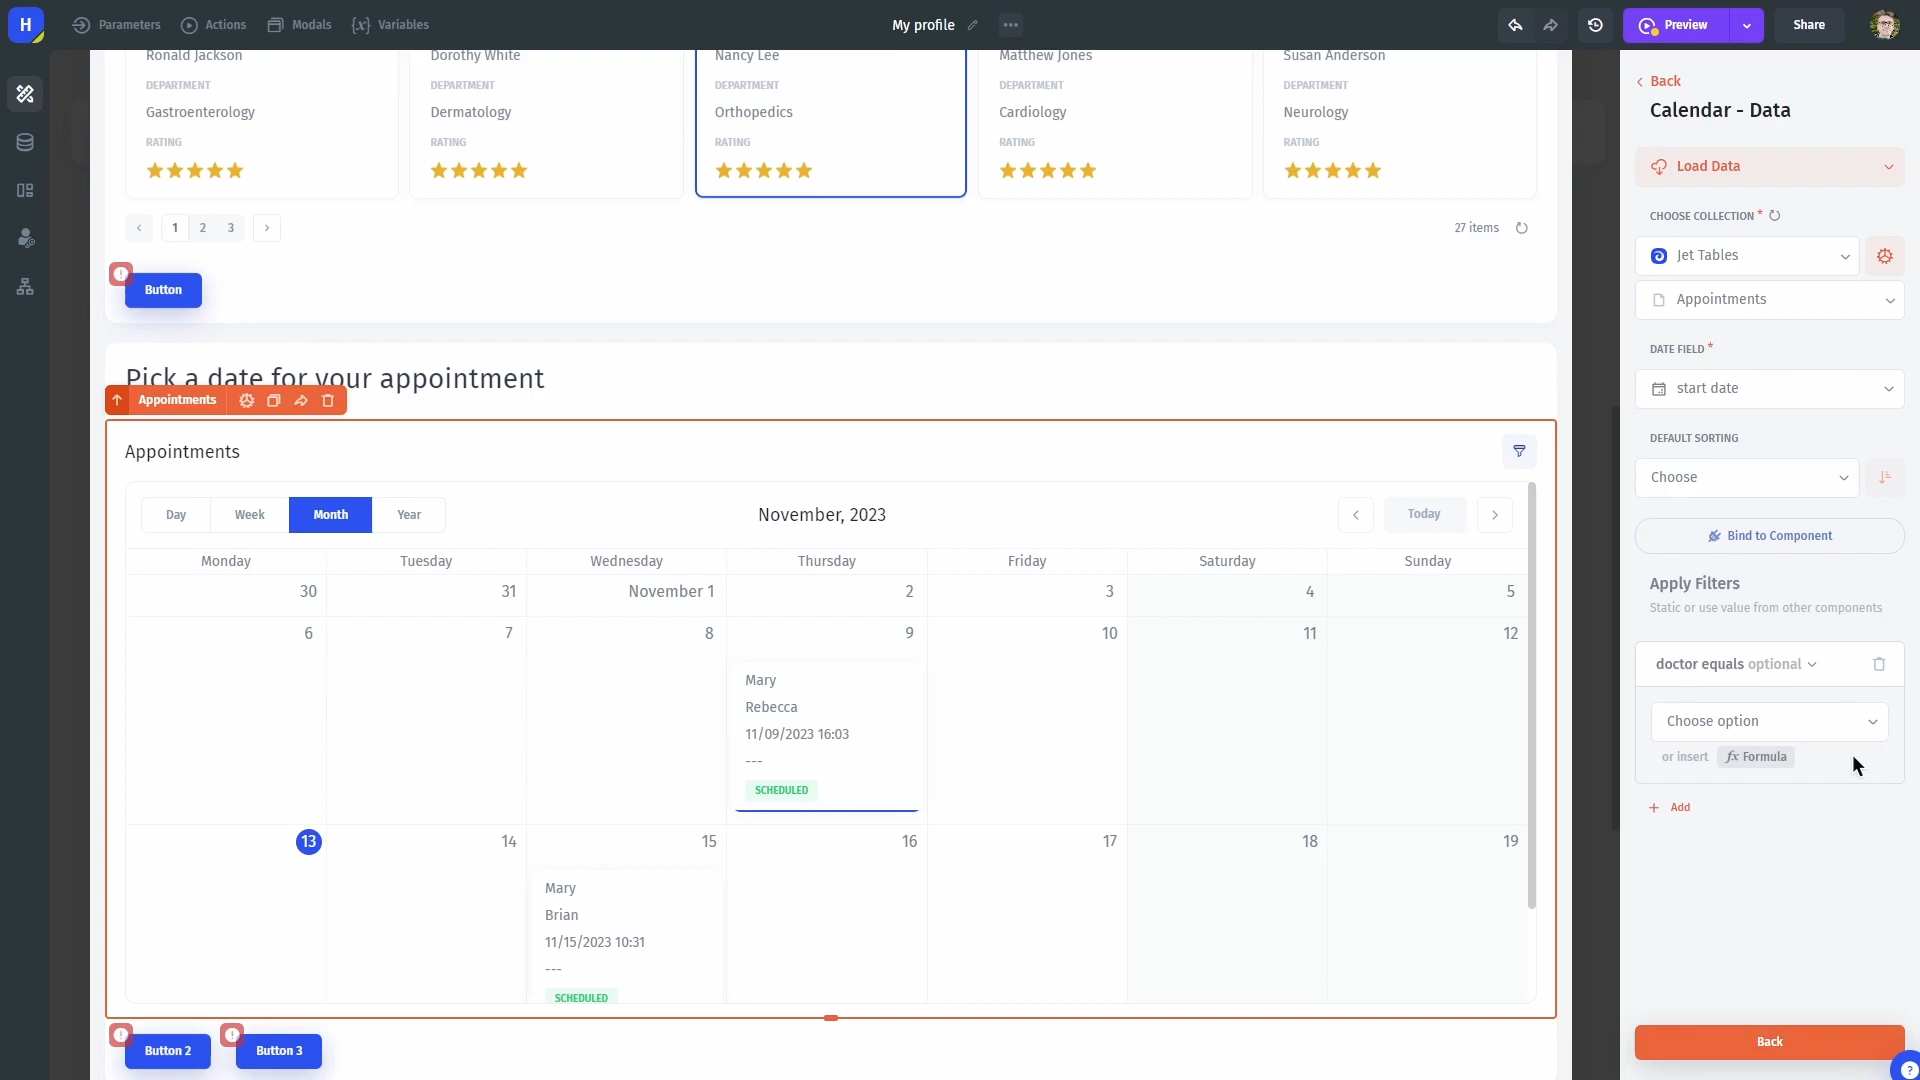 H
Parameters
Actions
Modals
{x} Variables
My profile
Preview
Share
Ronald Jackson
Dorothy White
Nancy Lee
Matthew Jones
Susan Anderson
DEPARTMENT
DEPARTMENT
DEPARTMENT
DEPARTMENT
DEPARTMENT
Gastroenterology
Dermatology
Orthopedics
Cardiology
Neurology
RATING
RATING
RATING
RATING
RATING
1
2
3
27 items
Button
Pick a date for your appointment
Appointments
Appointments
Day
Week
Month
Year
November, 2023
Today
Monday
Tuesday
Wednesday
Thursday
Friday
Saturday
Sunday
30
31
November 1
2
3
4
5
6
7
8
9
10
11
12
Mary
Rebecca
11/09/2023 16:03
---
SCHEDULED
13
14
15
16
17
18
19
Mary
Brian
11/15/2023 10:31
---
SCHEDULED
Button 2
Button 3
Back
Calendar - Data
Load Data
CHOOSE COLLECTION *
Jet Tables
Appointments
DATE FIELD *
start date
DEFAULT SORTING
Choose
Bind to Component
Apply Filters
Static or use value from other components
doctor equals optional
Choose option
or insert fx Formula
+ Add
Back
?